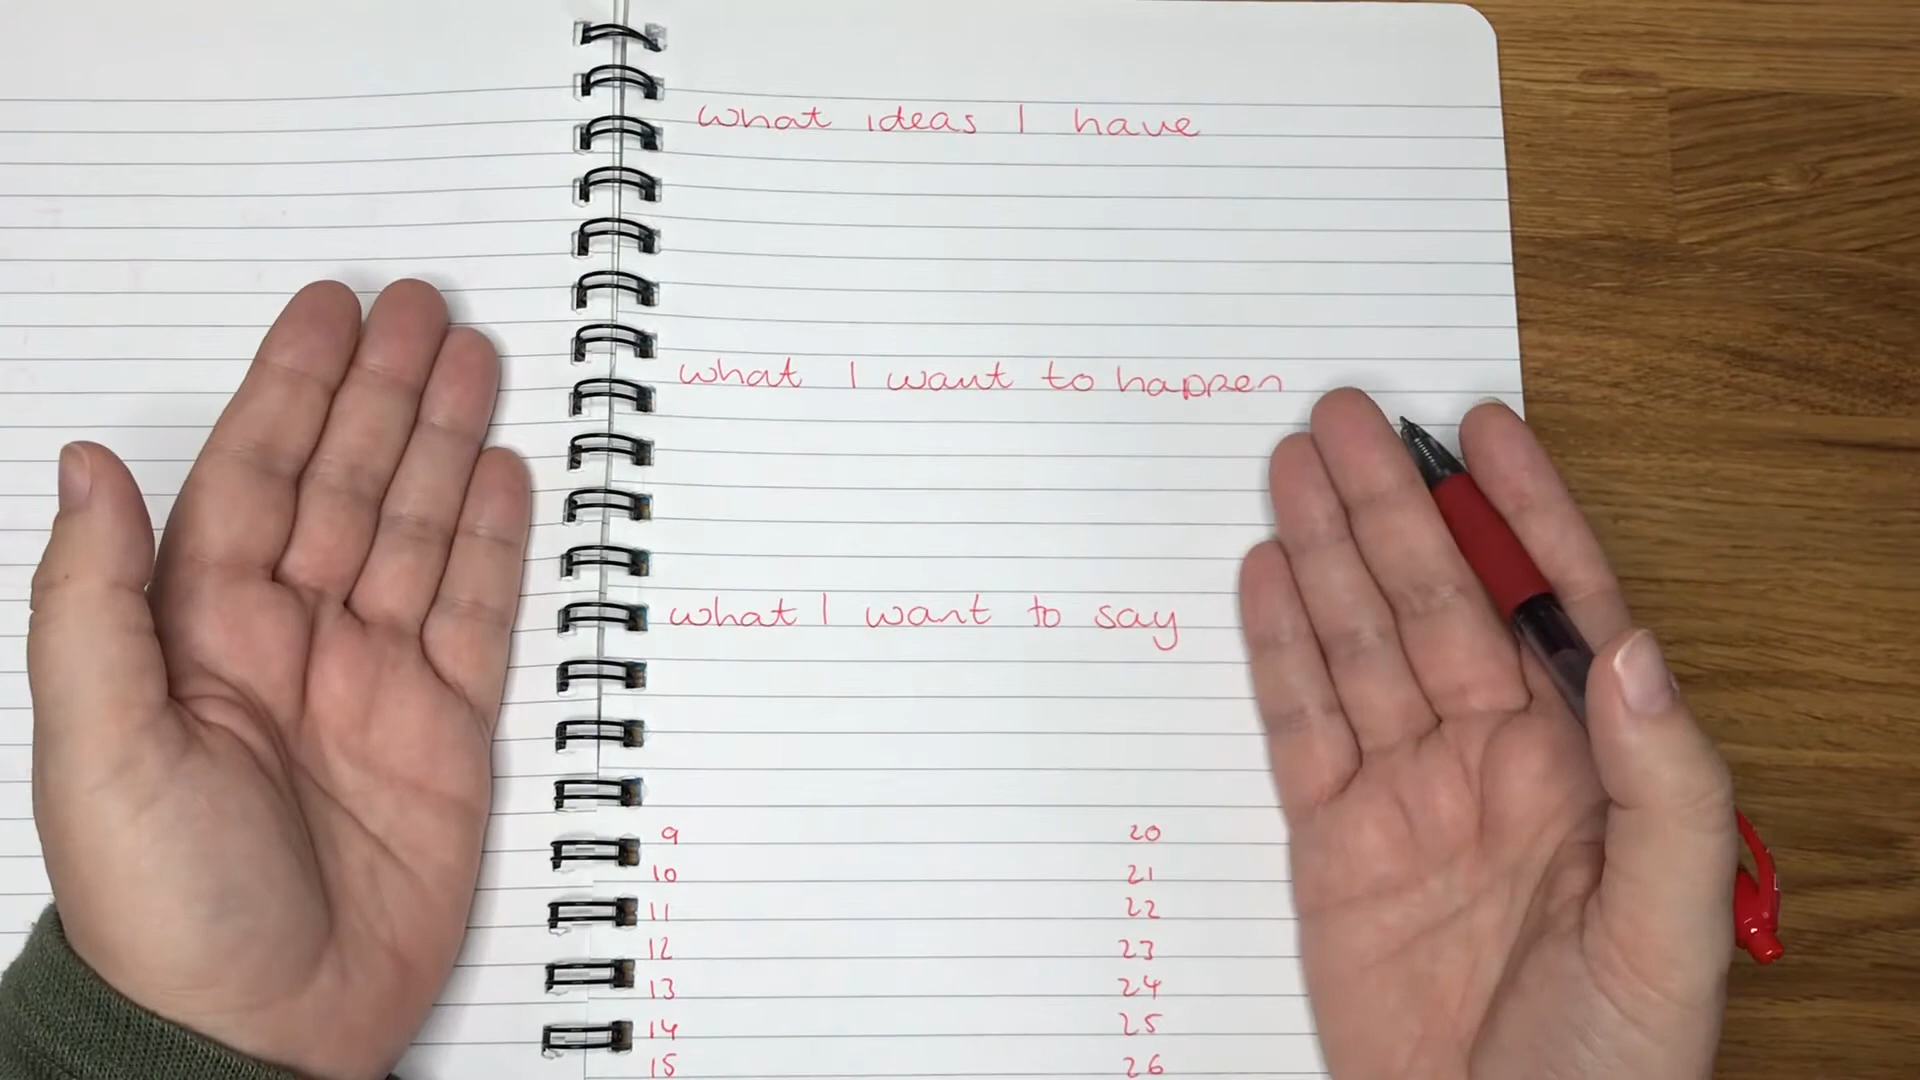 what ideas I have
what I want to happen
what I want to say
9 20
10 21
11 22
12 23
13 24
14 25
15 26